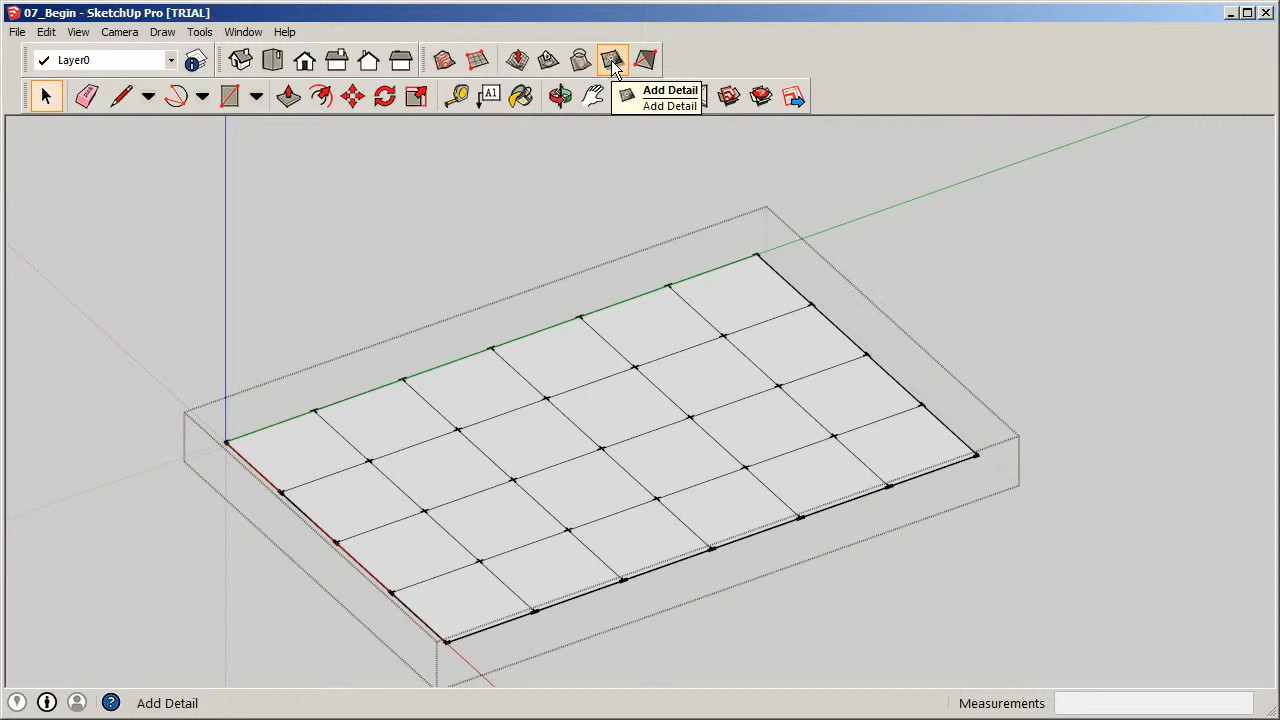 07_Begin - SketchUp Pro [TRIAL]
File Edit View Camera Draw Tools Window Help
Layer0
A1
Add Detail
Add Detail
Add Detail
Measurements